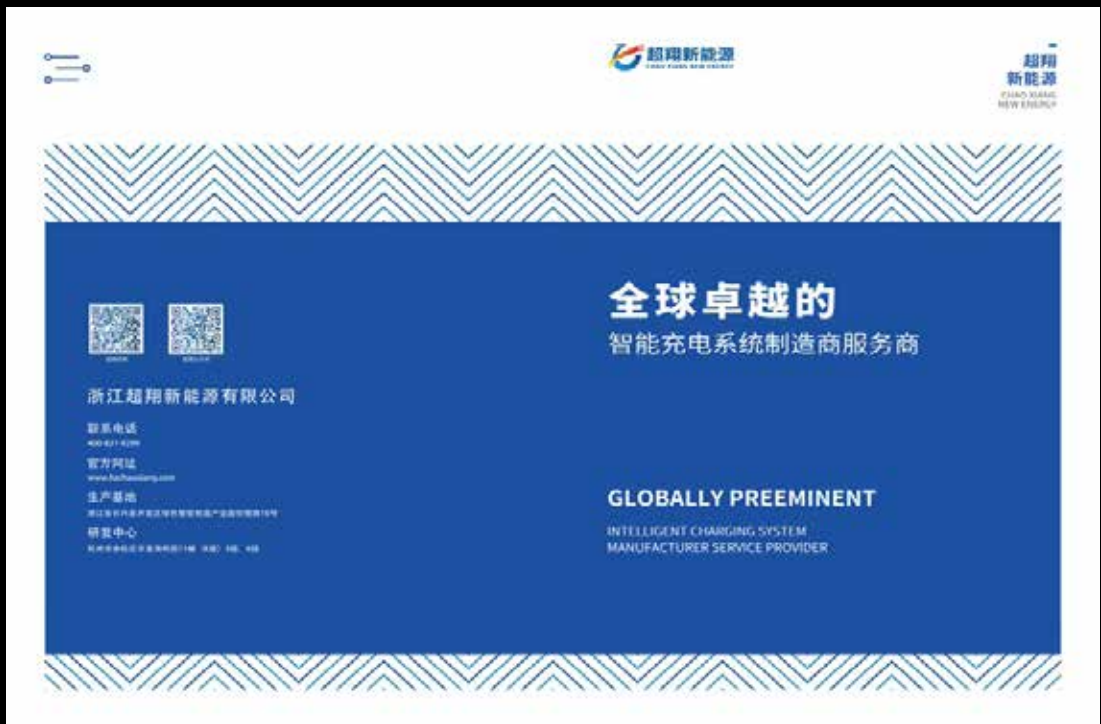 超翔新能源
超翔
新能源
CHAO XIANG
NEW ENERGY
全球卓越的
智能充电系统制造商服务商
GLOBALLY PREEMINENT
INTELLIGENT CHARGING SYSTEM
MANUFACTURER SERVICE PROVIDER
浙江超翔新能源有限公司
联系电话
官方网址
生产基地
研发中心